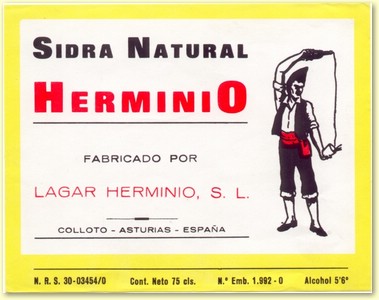 SIDRA NATURAL
HERMINIO
FABRICADO POR
LAGAR HERMINIO, S. L.
COLLOTO - ASTURIAS - ESPAÑA
N. R. S. 30-03454/O Cont. Neto 75 cls. N.º Emb. 1.992 - O Alcohol 5'6º